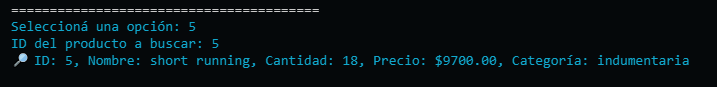 ========================================
Seleccioná una opción: 5
ID del producto a buscar: 5
🔎 ID: 5, Nombre: short running, Cantidad: 18, Precio: $9700.00, Categoría: indumentaria